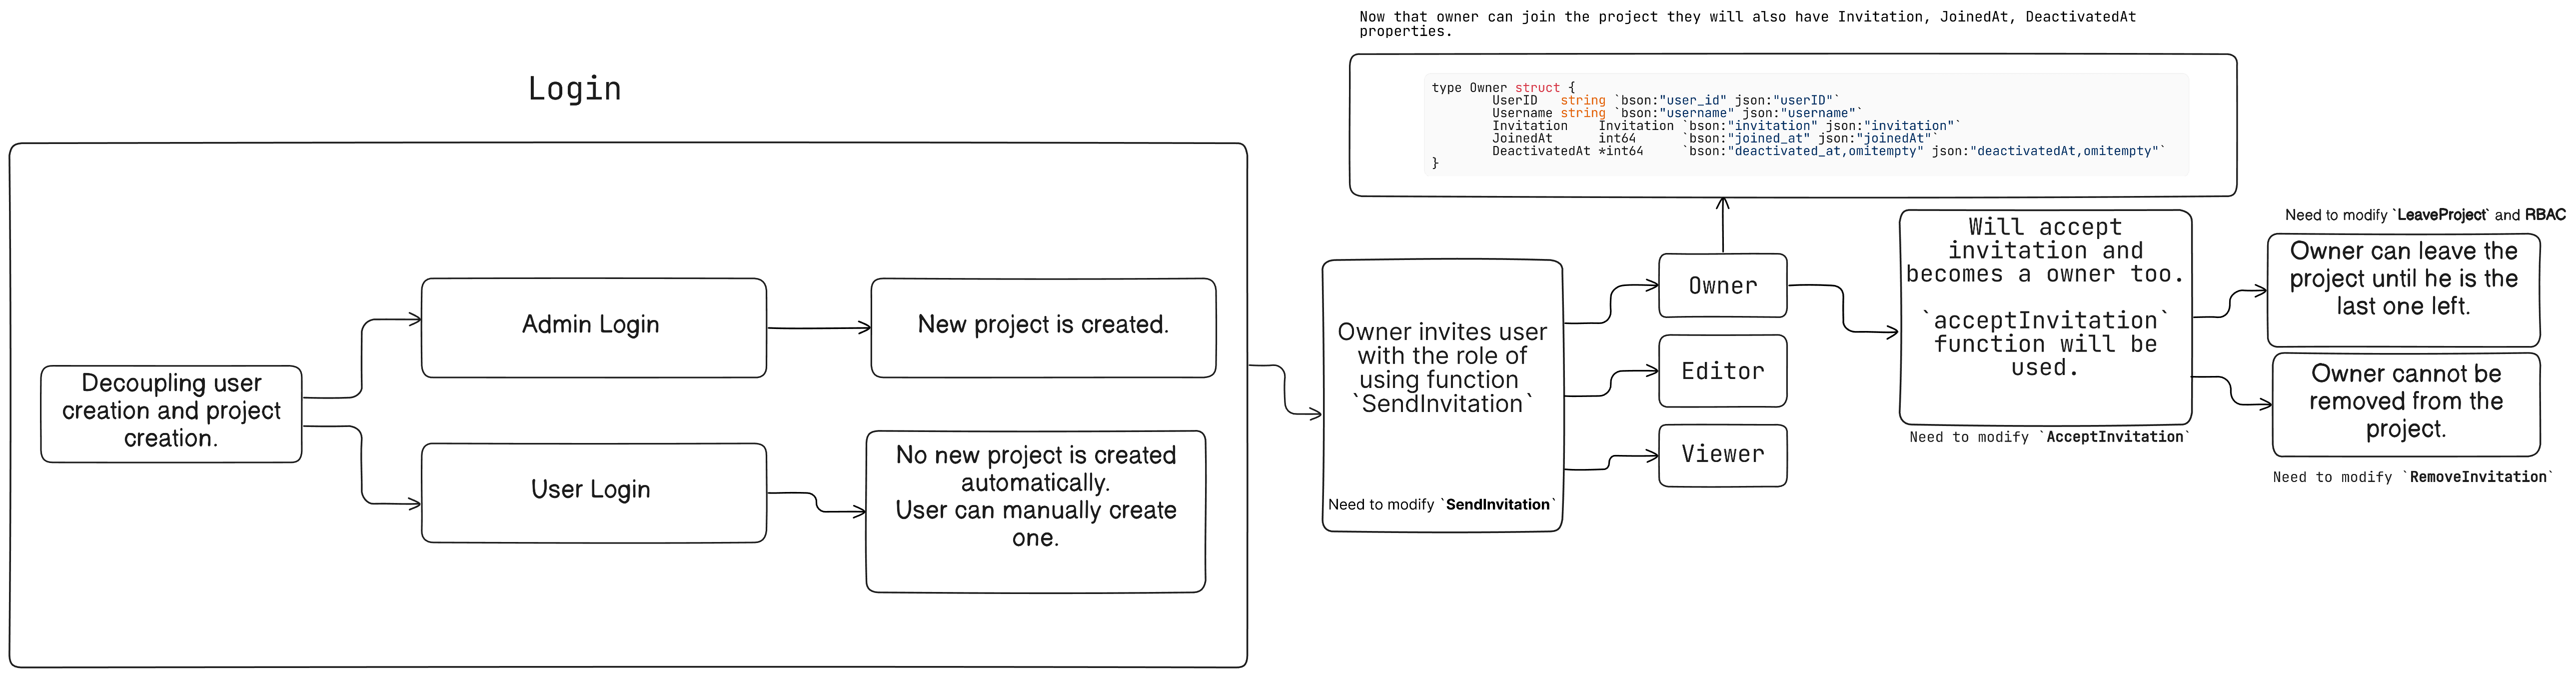 Login
Decoupling user
creation and project
creation.
Admin Login
New project is created.
User Login
No new project is created
automatically.
User can manually create
one.
Now that owner can join the project they will also have Invitation, JoinedAt, DeactivatedAt
properties.
type Owner struct {
UserID   string `bson:"user_id" json:"userID"`
Username string `bson:"username" json:"username"`
Invitation    Invitation `bson:"invitation" json:"invitation"`
JoinedAt      int64      `bson:"joined_at" json:"joinedAt"`
DeactivatedAt *int64     `bson:"deactivated_at,omitempty" json:"deactivatedAt,omitempty"`
}
Owner invites user
with the role of
using function
`SendInvitation`
Need to modify `SendInvitation`
Owner
Editor
Viewer
Will accept
invitation and
becomes a owner too.
`acceptInvitation`
function will be
used.
Need to modify `AcceptInvitation`
Need to modify `LeaveProject` and RBAC
Owner can leave the
project until he is the
last one left.
Owner cannot be
removed from the
project.
Need to modify `RemoveInvitation`